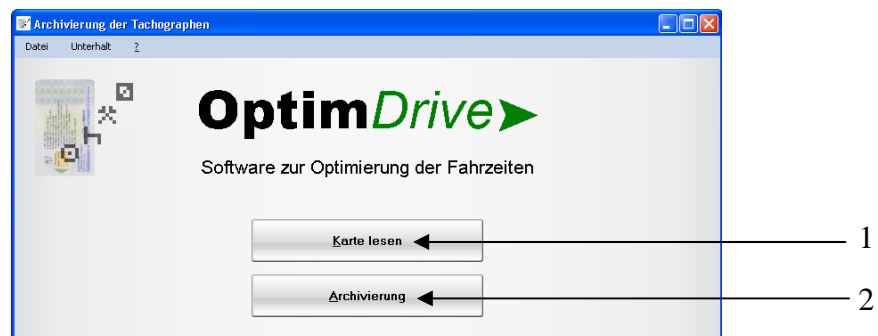 Archivierung der Tachographen
Datei Unterhalt ?
OptimDrive
Software zur Optimierung der Fahrzeiten
Karte lesen 1
Archivierung 2